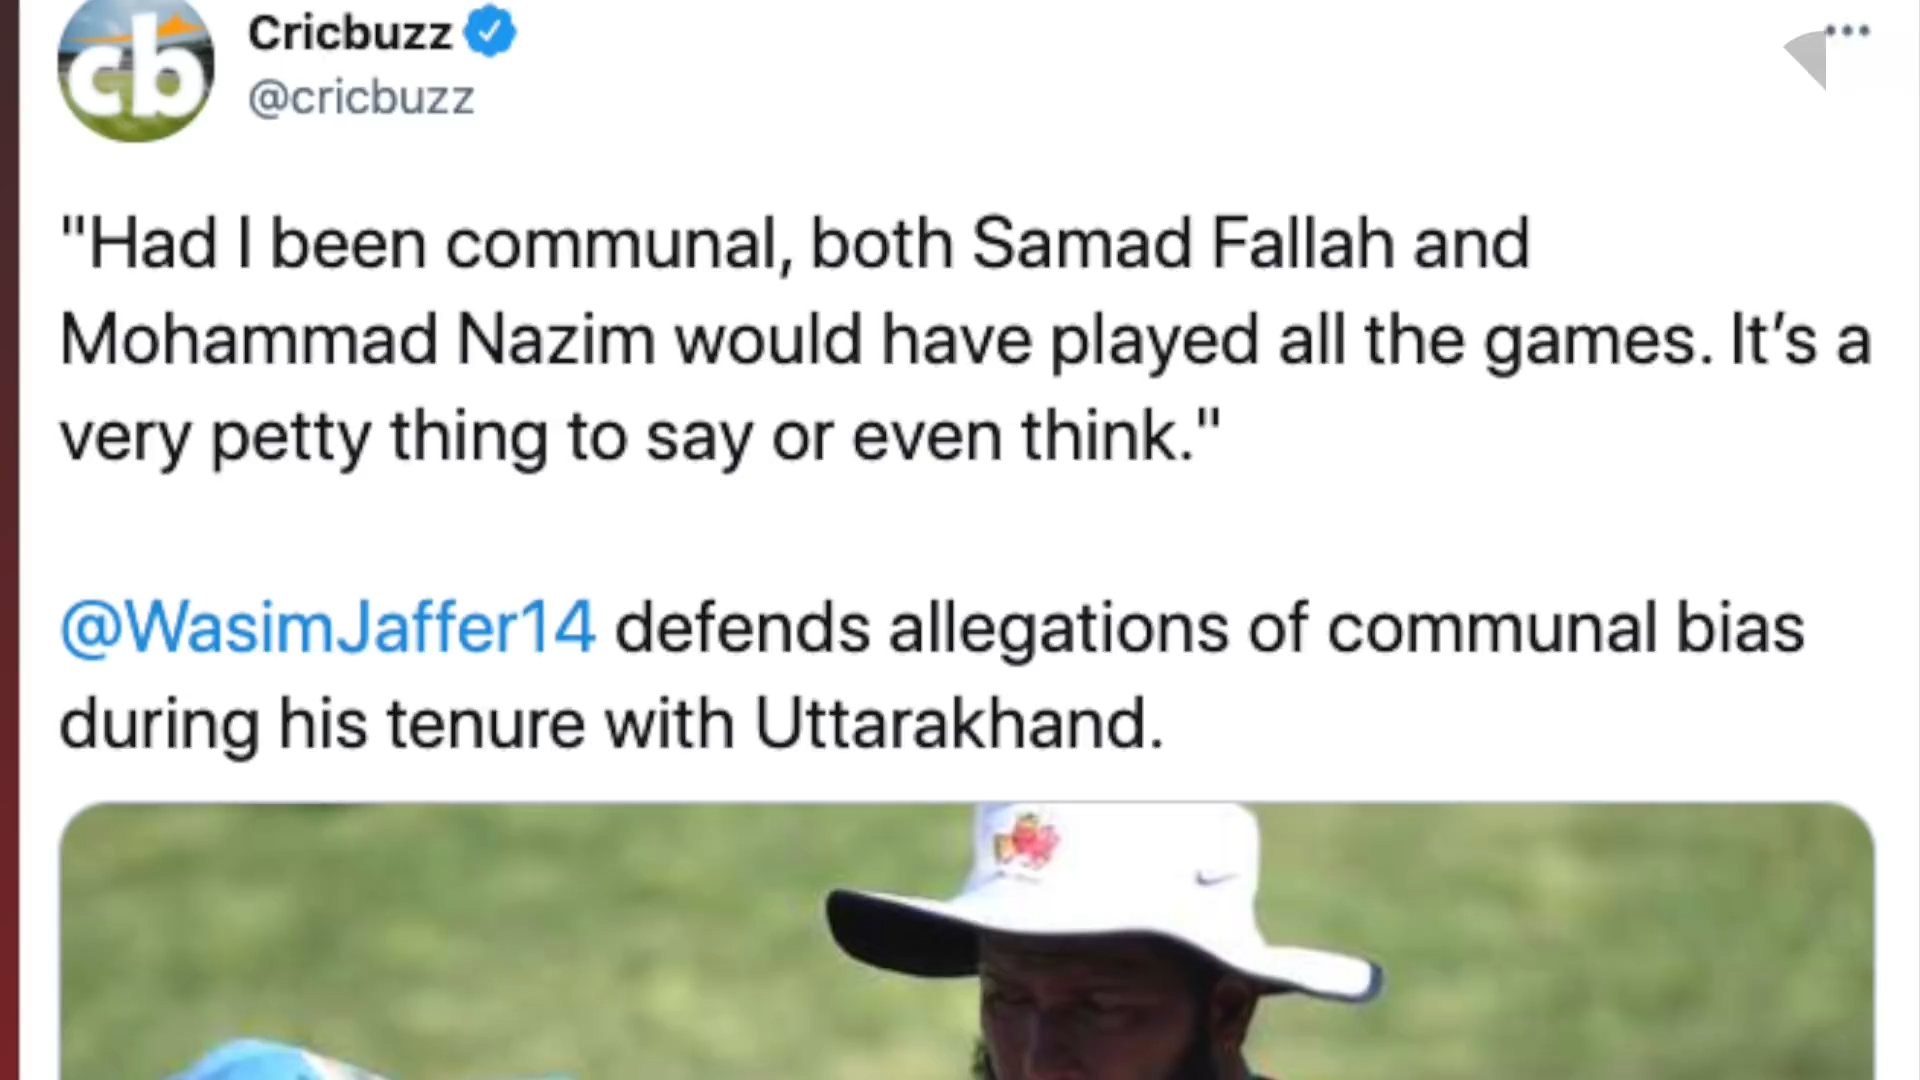 cb
Cricbuzz
@cricbuzz
"Had I been communal, both Samad Fallah and
Mohammad Nazim would have played all the games. It’s a
very petty thing to say or even think."
@WasimJaffer14 defends allegations of communal bias
during his tenure with Uttarakhand.